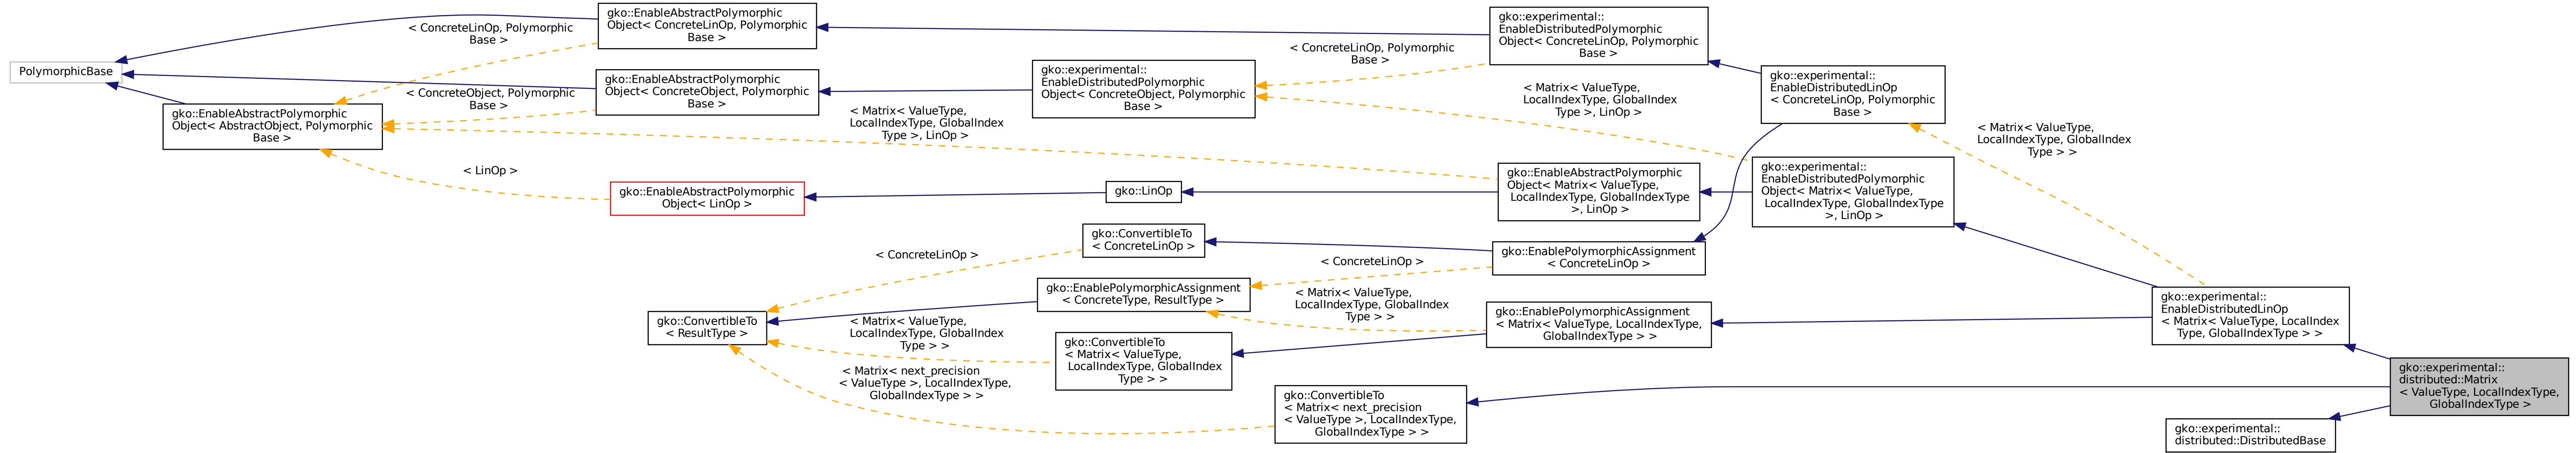 PolymorphicBase
gko::EnableAbstractPolymorphic
Object< AbstractObject, Polymorphic
Base >
gko::EnableAbstractPolymorphic
Object< ConcreteLinOp, Polymorphic
Base >
< ConcreteLinOp, Polymorphic
Base >
gko::EnableAbstractPolymorphic
Object< ConcreteObject, Polymorphic
Base >
< ConcreteObject, Polymorphic
Base >
gko::EnableAbstractPolymorphic
Object< LinOp >
< LinOp >
gko::ConvertibleTo
< ResultType >
< Matrix< ValueType,
LocalIndexType, GlobalIndex
Type >, LinOp >
gko::experimental::
EnableDistributedPolymorphic
Object< ConcreteObject, Polymorphic
Base >
gko::LinOp
gko::ConvertibleTo
< ConcreteLinOp >
< ConcreteLinOp >
gko::EnablePolymorphicAssignment
< ConcreteType, ResultType >
gko::ConvertibleTo
< Matrix< ValueType,
LocalIndexType, GlobalIndex
Type > >
< Matrix< ValueType,
LocalIndexType, GlobalIndex
Type > >
< Matrix< next_precision
< ValueType >, LocalIndexType,
GlobalIndexType > >
gko::ConvertibleTo
< Matrix< next_precision
< ValueType >, LocalIndexType,
GlobalIndexType > >
< ConcreteLinOp, Polymorphic
Base >
gko::experimental::
EnableDistributedPolymorphic
Object< ConcreteLinOp, Polymorphic
Base >
< Matrix< ValueType,
LocalIndexType, GlobalIndex
Type >, LinOp >
gko::EnableAbstractPolymorphic
Object< Matrix< ValueType,
LocalIndexType, GlobalIndexType
>, LinOp >
gko::EnablePolymorphicAssignment
< ConcreteLinOp >
< ConcreteLinOp >
< Matrix< ValueType,
LocalIndexType, GlobalIndex
Type > >
gko::EnablePolymorphicAssignment
< Matrix< ValueType, LocalIndexType,
GlobalIndexType > >
gko::experimental::
EnableDistributedLinOp
< ConcreteLinOp, Polymorphic
Base >
gko::experimental::
EnableDistributedPolymorphic
Object< Matrix< ValueType,
LocalIndexType, GlobalIndexType
>, LinOp >
< Matrix< ValueType,
LocalIndexType, GlobalIndex
Type > >
gko::experimental::
EnableDistributedLinOp
< Matrix< ValueType, LocalIndex
Type, GlobalIndexType > >
gko::experimental::
distributed::Matrix
< ValueType, LocalIndexType,
GlobalIndexType >
gko::experimental::
distributed::DistributedBase